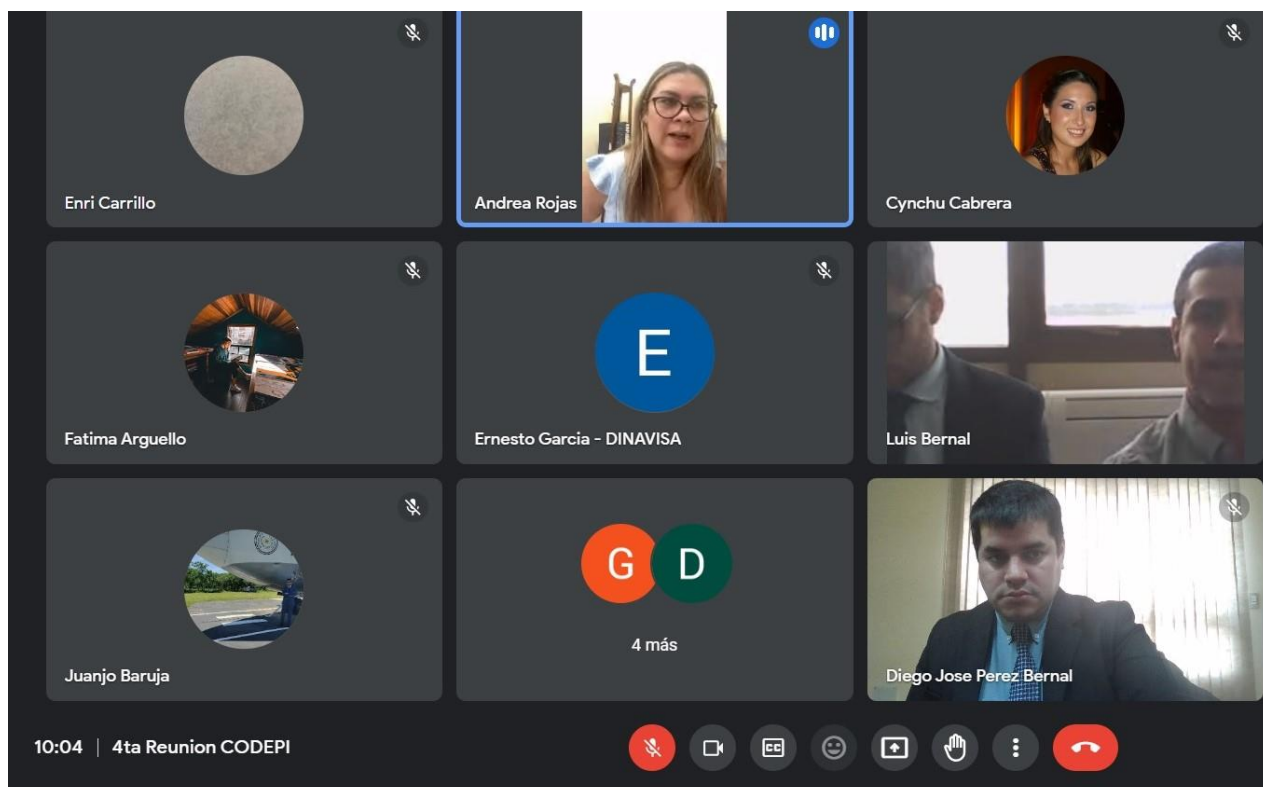 Enri Carrillo
Andrea Rojas
Cynchu Cabrera
E
Fatima Arguello
Ernesto Garcia - DINAVISA
Luis Bernal
G D
4 más
Juanjo Baruja
Diego Jose Perez Bernal
10:04 | 4ta Reunion CODEPI
CC